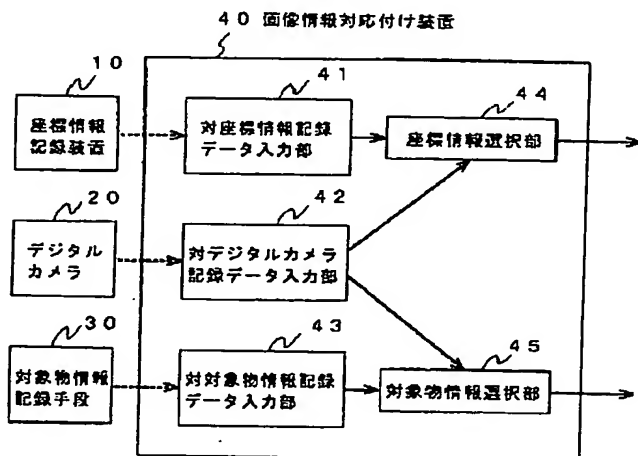 ４０ 画像情報対応付け装置
１０
座標情報
記録装置
４１
対座標情報記録
データ入力部
４４
座標情報選択部
２０
デジタル
カメラ
４２
対デジタルカメラ
記録データ入力部
３０
対象物情報
記録手段
４３
対対象物情報記録
データ入力部
４５
対象物情報選択部